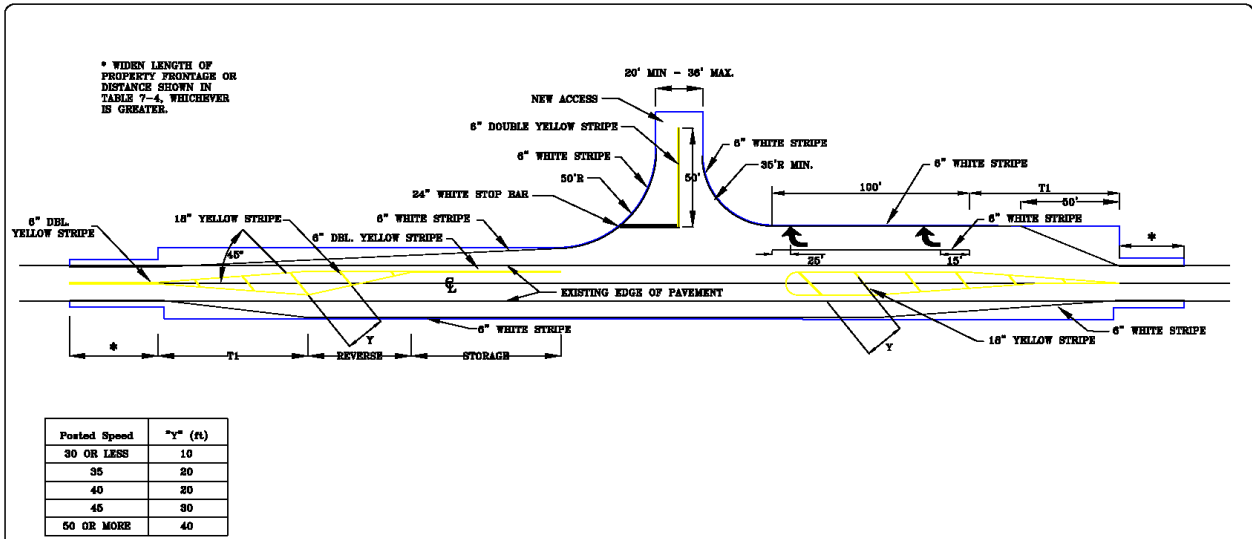 * WIDEN LENGTH OF
PROPERTY FRONTAGE OR
DISTANCE SHOWN IN
TABLE 7-4, WHICHEVER
IS GREATER.
20' MIN - 36' MAX.
NEW ACCESS
6" DOUBLE YELLOW STRIPE
6" WHITE STRIPE
6" WHITE STRIPE
50'
35'R MIN.
6" WHITE STRIPE
50'R
24" WHITE STOP BAR
100'
T1
50'
6" DBL.
YELLOW STRIPE
18" YELLOW STRIPE
6" WHITE STRIPE
6" DBL. YELLOW STRIPE
6" WHITE STRIPE
*
45°
25'
15'
CL
EXISTING EDGE OF PAVEMENT
6" WHITE STRIPE
6" WHITE STRIPE
18" YELLOW STRIPE
Y
Y
*
T1
REVERSE
STORAGE
Posted Speed "Y" (ft)
30 OR LESS 10
35 20
40 20
45 30
50 OR MORE 40